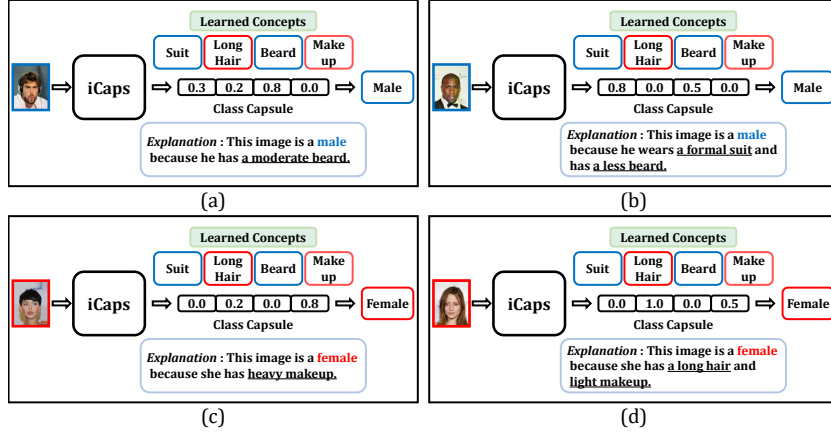 Learned Concepts
Suit
Long
Hair
Beard
Make
up
iCaps
0.3 0.2 0.8 0.0
Male
Class Capsule
Explanation : This image is a male
because he has a moderate beard.
(a)
Learned Concepts
Suit
Long
Hair
Beard
Make
up
iCaps
0.8 0.0 0.5 0.0
Male
Class Capsule
Explanation : This image is a male
because he wears a formal suit and
has a less beard.
(b)
Learned Concepts
Suit
Long
Hair
Beard
Make
up
iCaps
0.0 0.2 0.0 0.8
Female
Class Capsule
Explanation : This image is a female
because she has heavy makeup.
(c)
Learned Concepts
Suit
Long
Hair
Beard
Make
up
iCaps
0.0 1.0 0.0 0.5
Female
Class Capsule
Explanation : This image is a female
because she has a long hair and
light makeup.
(d)